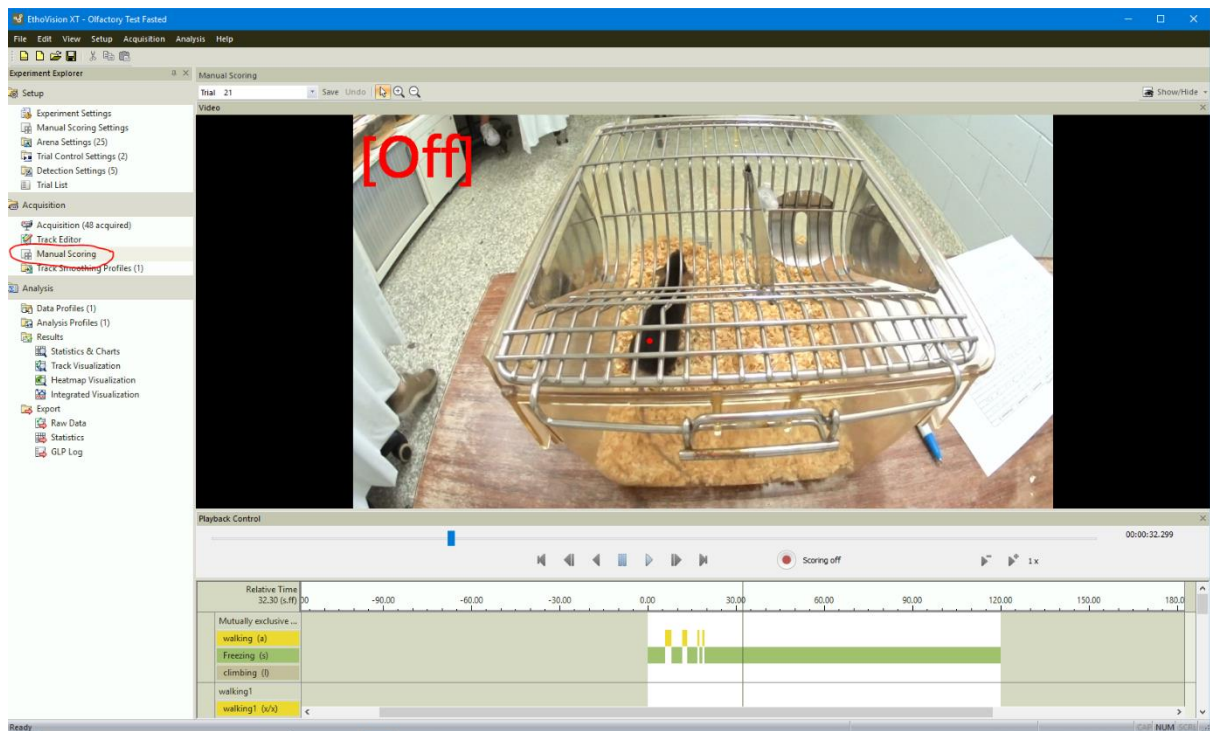 EthoVision XT - Olfactory Test Fasted
File Edit View Setup Acquisition Analysis Help
Experiment Explorer
Setup
Experiment Settings
Manual Scoring Settings
Arena Settings (25)
Trial Control Settings (2)
Detection Settings (5)
Trial List
Acquisition
Acquisition (48 acquired)
Track Editor
Manual Scoring
Track Smoothing Profiles (1)
Analysis
Data Profiles (1)
Analysis Profiles (1)
Results
Statistics & Charts
Track Visualization
Heatmap Visualization
Integrated Visualization
Export
Raw Data
Statistics
GLP Log
Manual Scoring
Trial 21 Save Undo Show/Hide
Video
[Off]
Playback Control
00:00:32.299
Scoring off 1x
Relative Time
32.30 (s.ff) 00 -90.00 -60.00 -30.00 0.00 30.00 60.00 90.00 120.00 150.00 180.0
Mutually exclusive ...
walking (a)
Freezing (s)
climbing (l)
walking1
walking1 (x/x)
Ready NUM